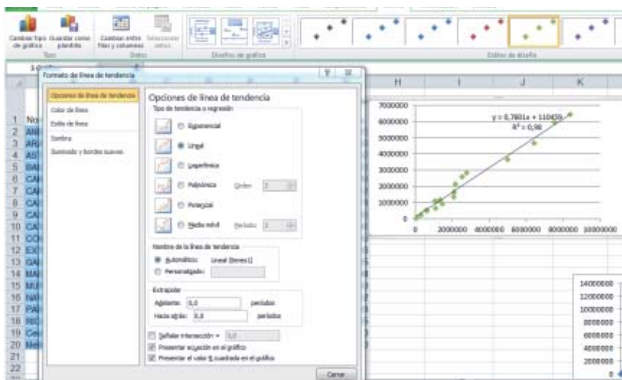 Cambiar tipo de gráfico
Guardar como plantilla
Cambiar entre filas y columnas
Seleccionar datos
Tipo
Datos
Diseños de gráfico
Estilos de diseño
Formato de línea de tendencia
Opciones de línea de tendencia
Color de línea
Estilo de línea
Sombra
Iluminado y bordes suaves
Opciones de línea de tendencia
Tipo de tendencia o regresión
Exponencial
Lineal
Logarítmica
Polinómica Orden: 2
Potencial
Media móvil Período: 2
Nombre de la línea de tendencia
Automático: Lineal (Series1)
Personalizado:
Extrapolar
Adelante: 0,0 períodos
Hacia atrás: 0,0 períodos
Señalar intersección = 0,0
Presentar ecuación en el gráfico
Presentar el valor R cuadrado en el gráfico
Cerrar
H I J K
1
2
3
4
5
6
7
8
9
10
11
12
13
14
15
16
17
18
19
20
21
22
7000000
6000000
5000000
4000000
3000000
2000000
1000000
0
0 2000000 4000000 6000000 8000000 10000000
R² = 0,98
14000000
12000000
10000000
8000000
6000000
4000000
2000000
0